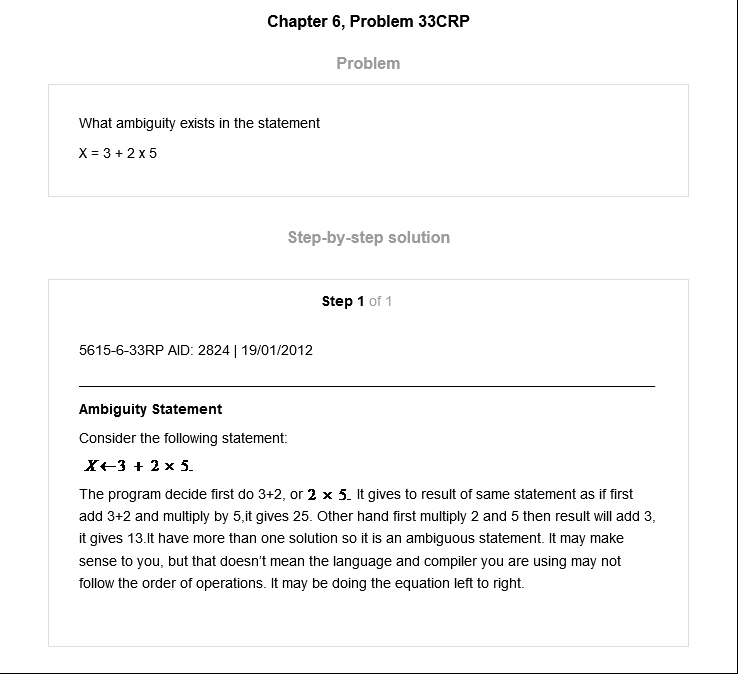 Chapter 6, Problem 33CRP
Problem
What ambiguity exists in the statement
X = 3 + 2 x 5
Step-by-step solution
Step 1 of 1
5615-6-33RP AID: 2824 | 19/01/2012
Ambiguity Statement
Consider the following statement:
X←3 + 2 × 5.
The program decide first do 3+2, or 2 × 5. It gives to result of same statement as if first
add 3+2 and multiply by 5,it gives 25. Other hand first multiply 2 and 5 then result will add 3,
it gives 13.It have more than one solution so it is an ambiguous statement. It may make
sense to you, but that doesn’t mean the language and compiler you are using may not
follow the order of operations. It may be doing the equation left to right.